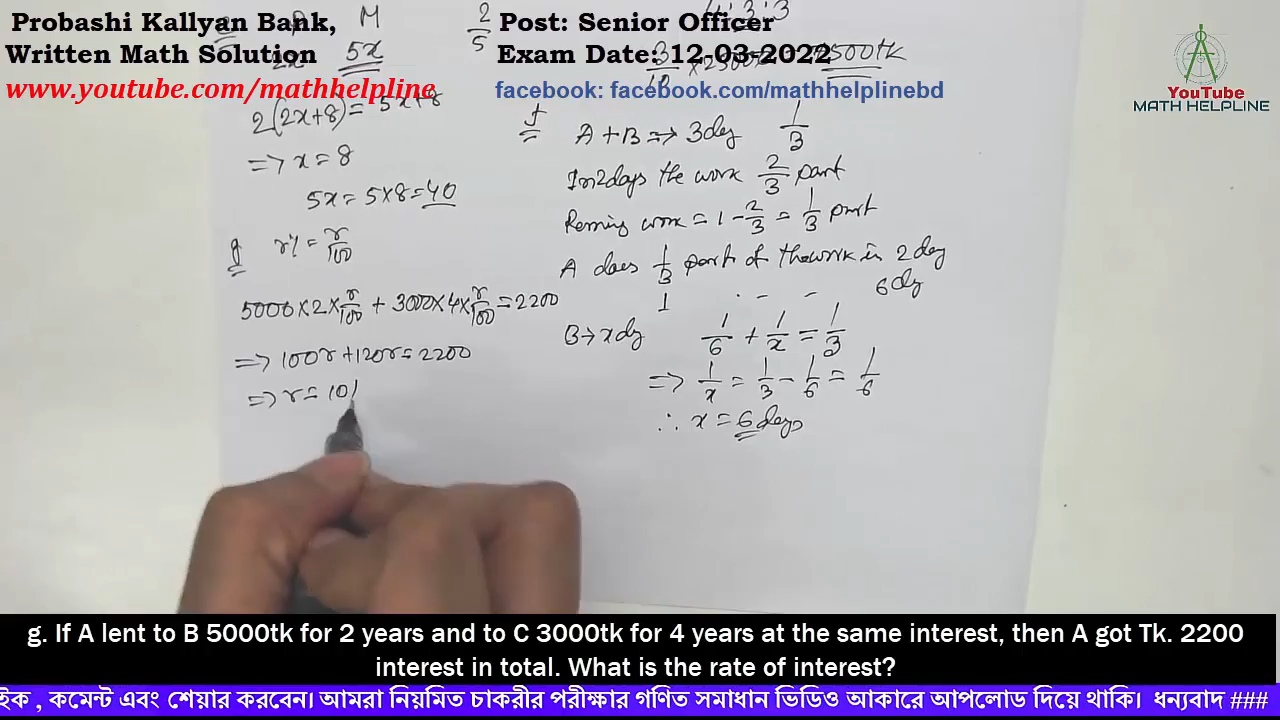 Probashi Kallyan Bank,
Written Math Solution
www.youtube.com/mathhelpline
Post: Senior Officer
Exam Date: 12-03-2022
facebook: facebook.com/mathhelplinebd
YouTube
MATH HELPLINE
M
5x
2/5
2(2x+8) = 5x+8
=> x = 8
5x = 5×8 = 40
g r% = r/100
5000×2×r/100 + 3000×4×r/100 = 2200
=> 100r+120r=2200
=> r = 10
2500tk
f A+B => 3dy 1/3
In 2days the work 2/3 part
Reming work = 1-2/3 = 1/3 part
A does 1/3 part of the work in 2 day
1 . - - 6dy
B→x dy 1/6 + 1/x = 1/3
=> 1/x = 1/3 - 1/6 = 1/6
∴ x = 6 days
g. If A lent to B 5000tk for 2 years and to C 3000tk for 4 years at the same interest, then A got Tk. 2200
interest in total. What is the rate of interest?
ইক , কমেন্ট এবং শেয়ার করবেন। আমরা নিয়মিত চাকরীর পরীক্ষার গণিত সমাধান ভিডিও আকারে আপলোড দিয়ে থাকি। ধন্যবাদ ###